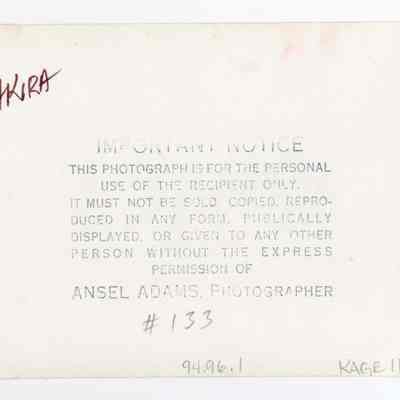 AKIRA
IMPORTANT NOTICE
THIS PHOTOGRAPH IS FOR THE PERSONAL
USE OF THE RECIPIENT ONLY.
IT MUST NOT BE SOLD, COPIED, REPRO-
DUCED IN ANY FORM, PUBLICALLY
DISPLAYED, OR GIVEN TO ANY OTHER
PERSON WITHOUT THE EXPRESS
PERMISSION OF
ANSEL ADAMS, PHOTOGRAPHER
# 133
94.96.1 KAGE